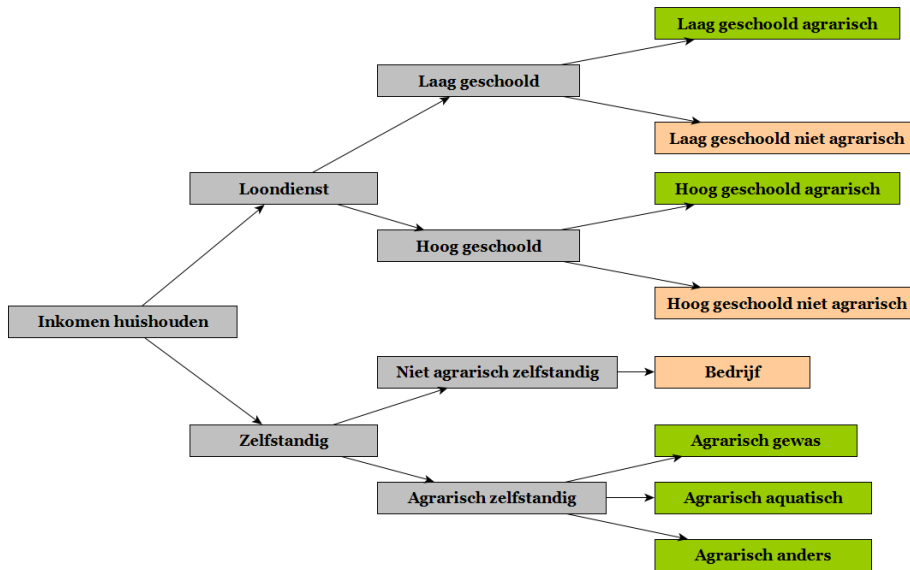 Laag geschoold agrarisch
Laag geschoold
Laag geschoold niet agrarisch
Loondienst
Hoog geschoold agrarisch
Hoog geschoold
Hoog geschoold niet agrarisch
Inkomen huishouden
Niet agrarisch zelfstandig
Bedrijf
Zelfstandig
Agrarisch gewas
Agrarisch zelfstandig
Agrarisch aquatisch
Agrarisch anders